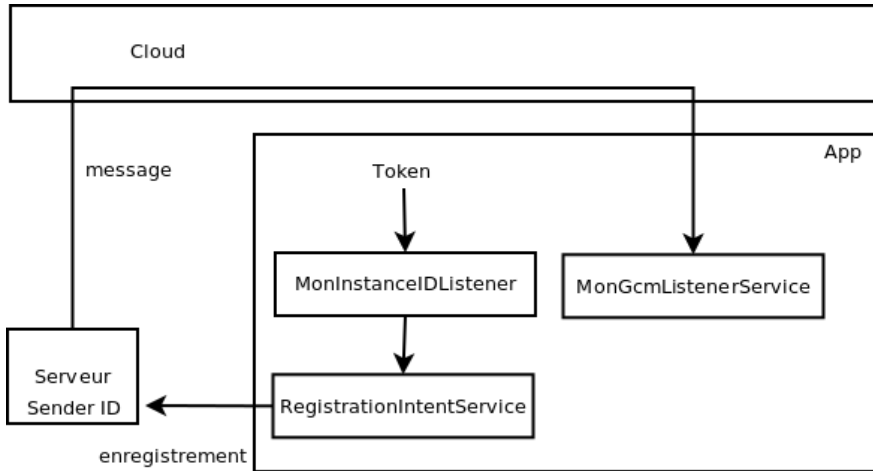 Cloud
App
message
Token
MonInstanceIDListener
MonGcmListenerService
Serveur
Sender ID
RegistrationIntentService
enregistrement